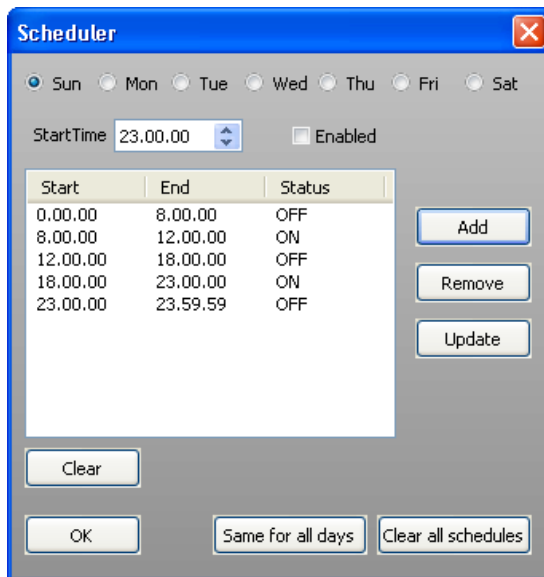 Scheduler
Sun Mon Tue Wed Thu Fri Sat
StartTime 23.00.00 Enabled
Start End Status
0.00.00 8.00.00 OFF
8.00.00 12.00.00 ON
12.00.00 18.00.00 OFF
18.00.00 23.00.00 ON
23.00.00 23.59.59 OFF
Add
Remove
Update
Clear
OK Same for all days Clear all schedules